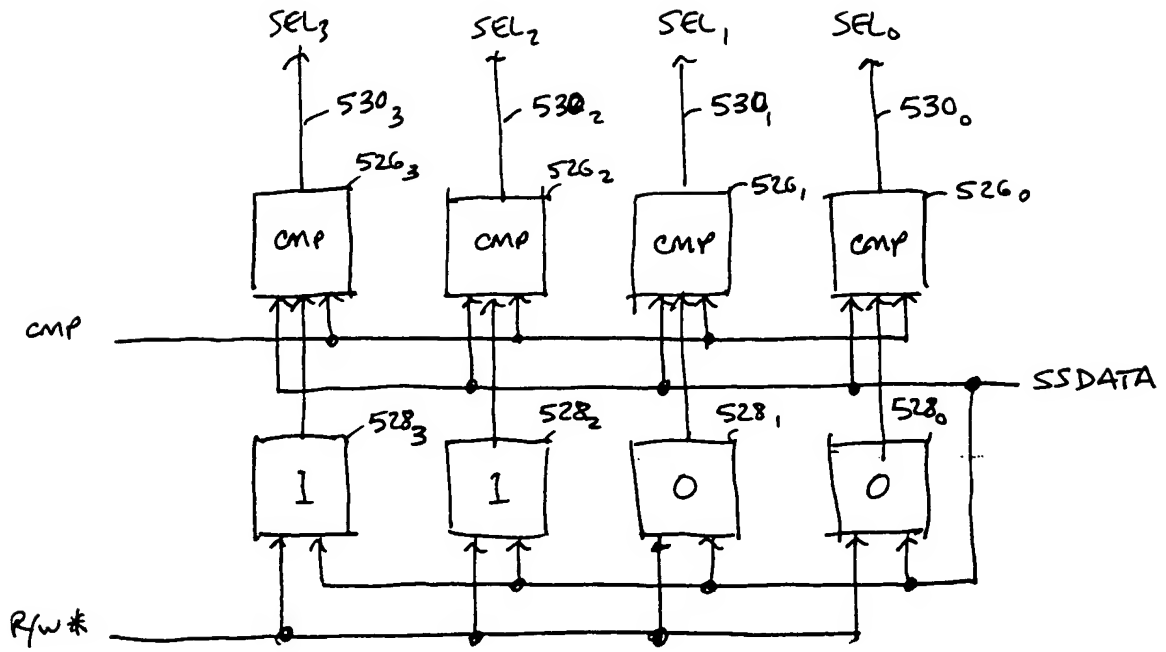 SEL₃ SEL₂ SEL₁ SEL₀
530₃ 530₂ 530₁ 530₀
526₃ 526₂ 526₁ 526₀
CMP CMP CMP CMP
CMP
SSDATA
528₃ 528₂ 528₁ 528₀
1 1 0 0
R/W*